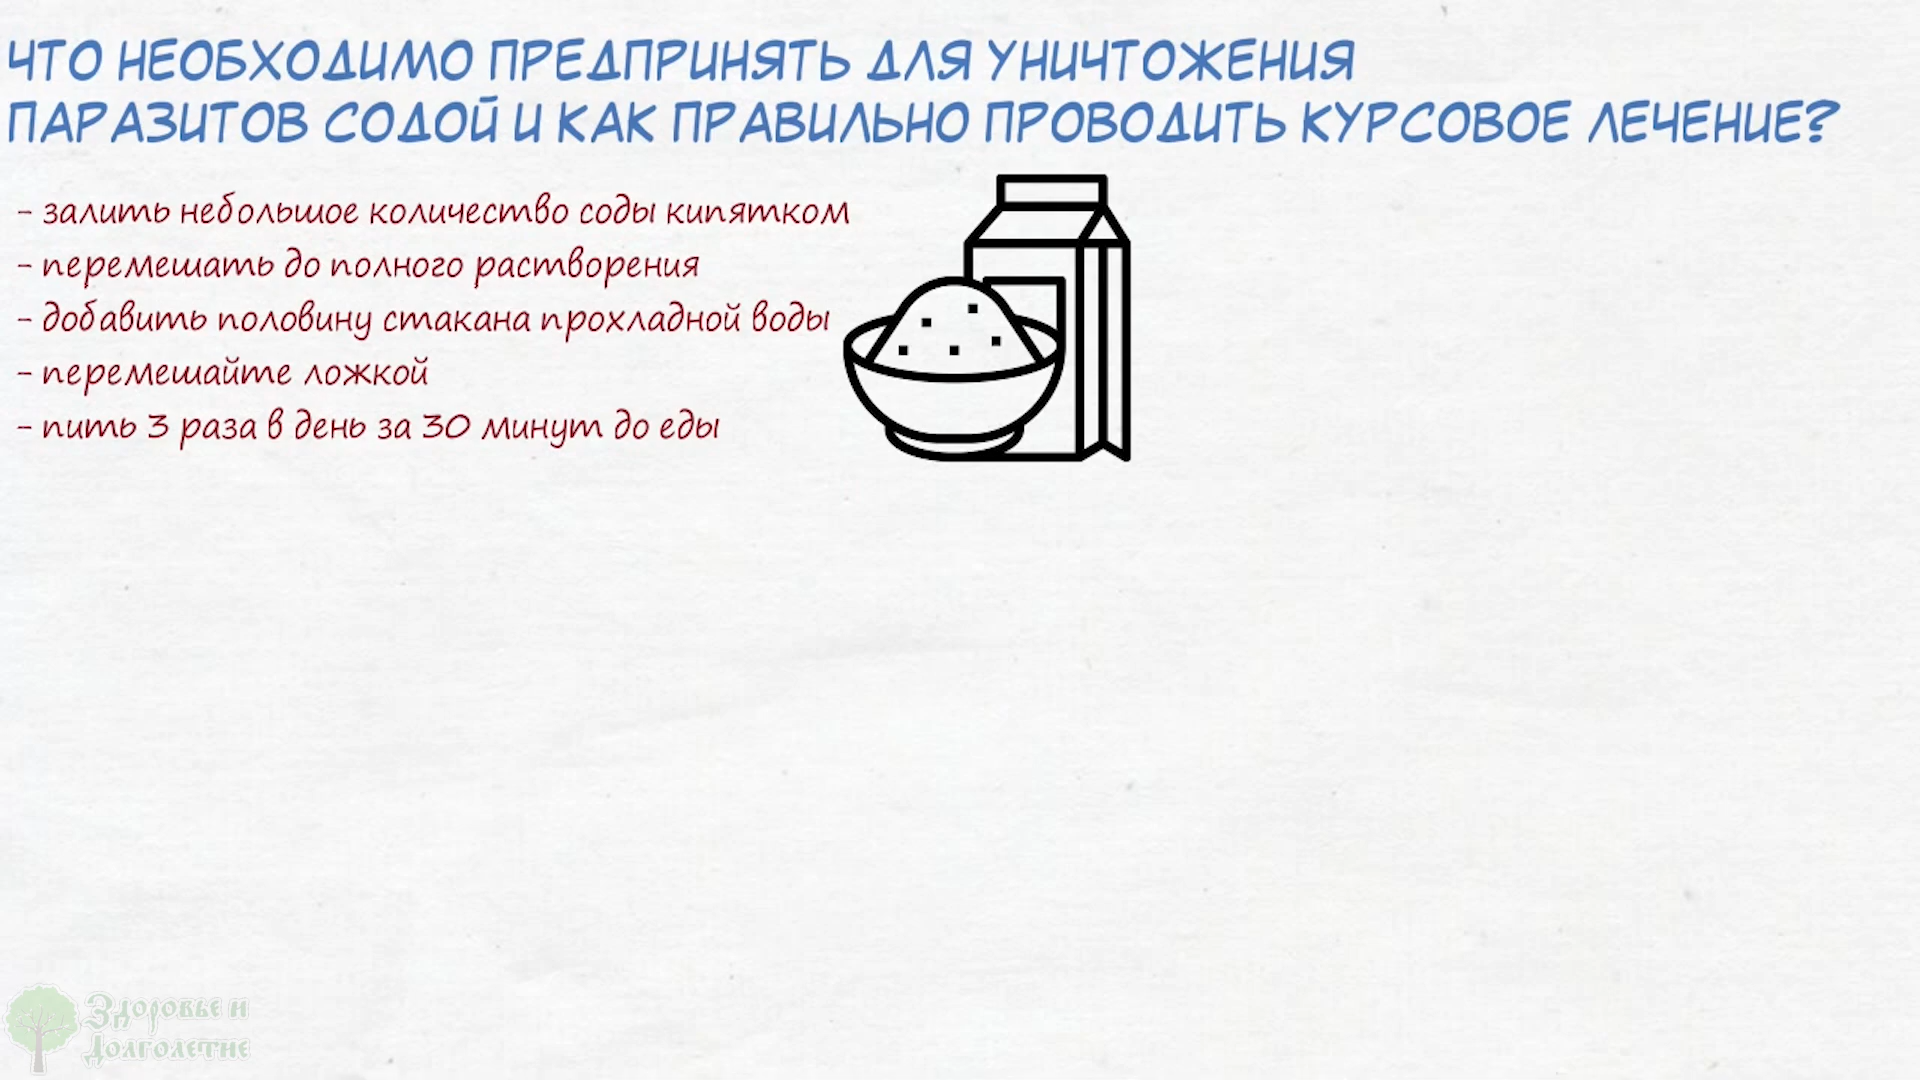 ЧТО НЕОБХОДИМО ПРЕДПРИНЯТЬ ДЛЯ УНИЧТОЖЕНИЯ
ПАРАЗИТОВ СОДОЙ И КАК ПРАВИЛЬНО ПРОВОДИТЬ КУРСОВОЕ ЛЕЧЕНИЕ?
- залить небольшое количество соды кипятком
- перемешать до полного растворения
- добавить половину стакана прохладной воды
- перемешайте ложкой
- пить 3 раза в день за 30 минут до еды
Здоровье и
Долголетие